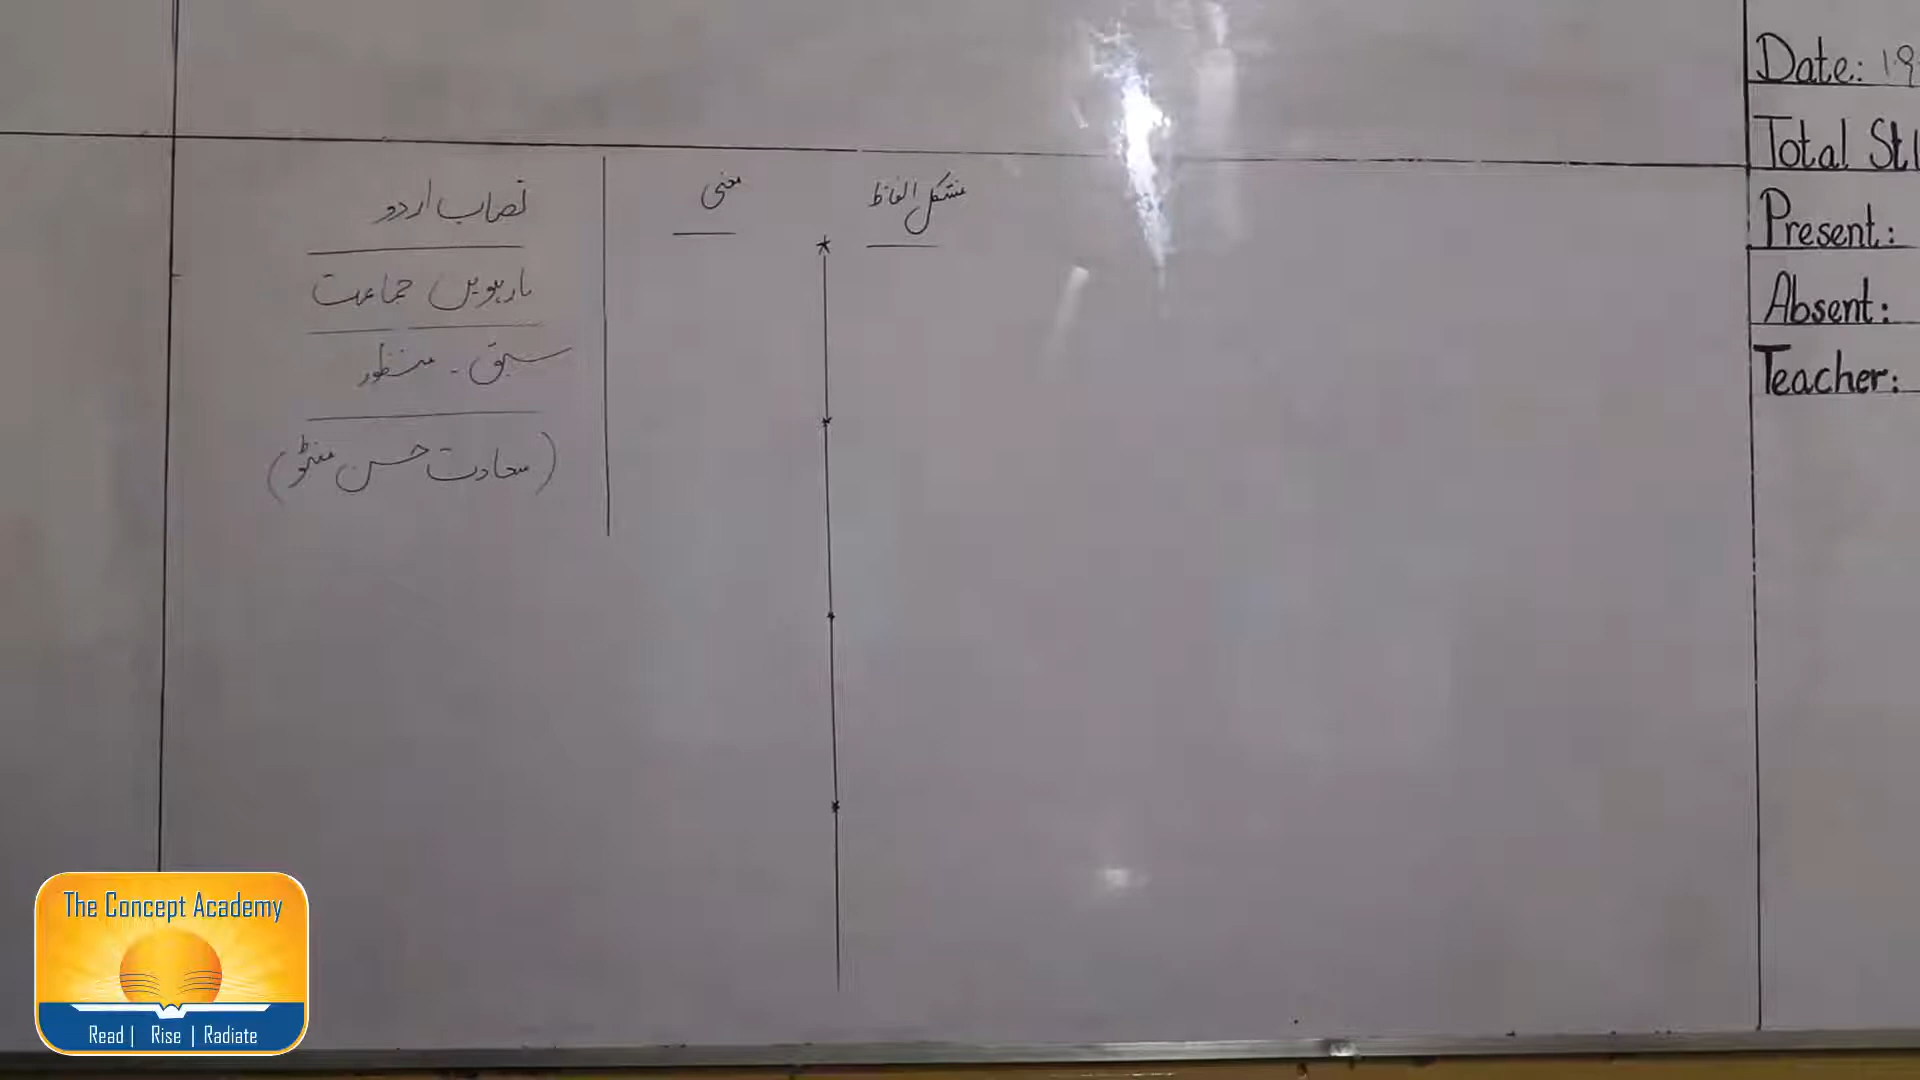 نصاب اردو
بارہویں جماعت
سبق - منظور
(سعادت حسن منٹو)
مشکل الفاظ
معنی
Date: 19
Total St
Present:
Absent:
Teacher:
The Concept Academy
Read | Rise | Radiate